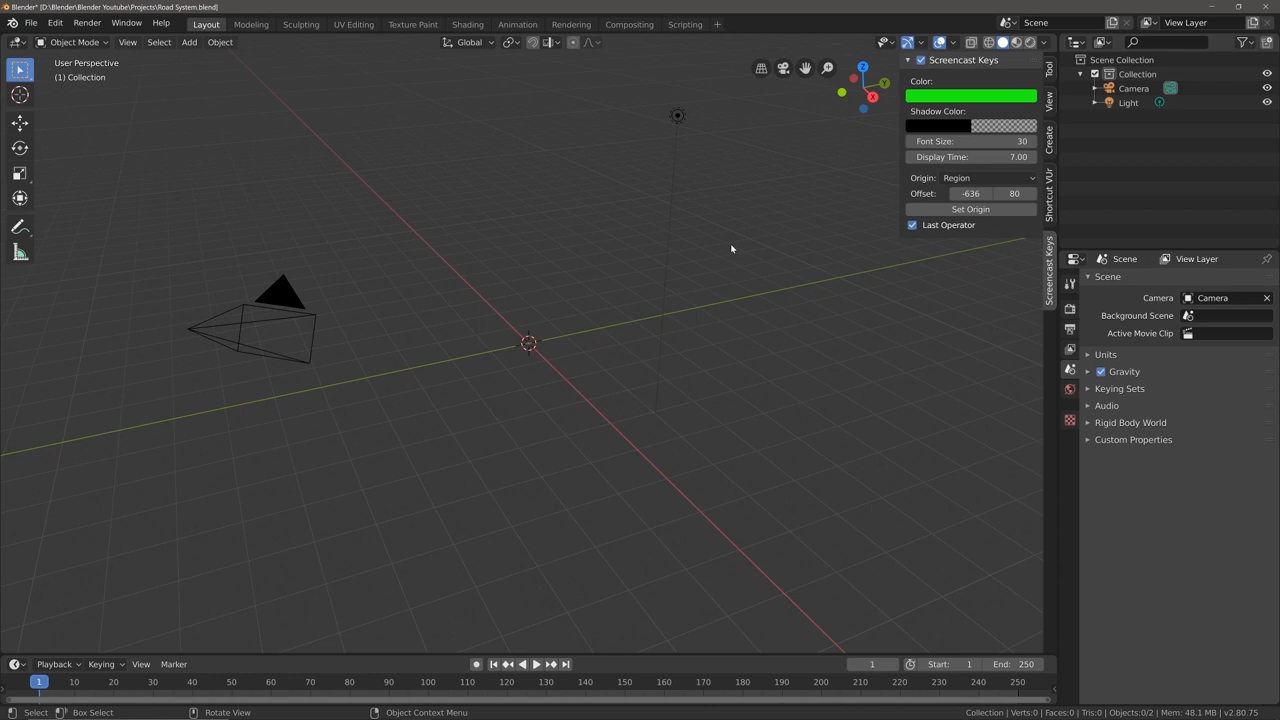 Blender* [D:\Blender\Blender Youtube\Projects\Road System.blend]
File Edit Render Window Help Layout Modeling Sculpting UV Editing Texture Paint Shading Animation Rendering Compositing Scripting + Scene View Layer
Object Mode View Select Add Object Global
User Perspective
(1) Collection
Screencast Keys
Color:
Shadow Color:
Font Size: 30
Display Time: 7.00
Origin: Region
Offset: -636 80
Set Origin
Last Operator
Z
Y
X
Tool
View
Create
Shortcut VUr
Screencast Keys
Scene Collection
Collection
Camera
Light
Scene View Layer
Scene
Camera Camera
Background Scene
Active Movie Clip
Units
Gravity
Keying Sets
Audio
Rigid Body World
Custom Properties
Playback Keying View Marker 1 Start: 1 End: 250
1 10 20 30 40 50 60 70 80 90 100 110 120 130 140 150 160 170 180 190 200 210 220 230 240 250
Select Box Select Rotate View Object Context Menu Collection | Verts:0 | Faces:0 | Tris:0 | Objects:0/2 | Mem: 48.1 MB | v2.80.75